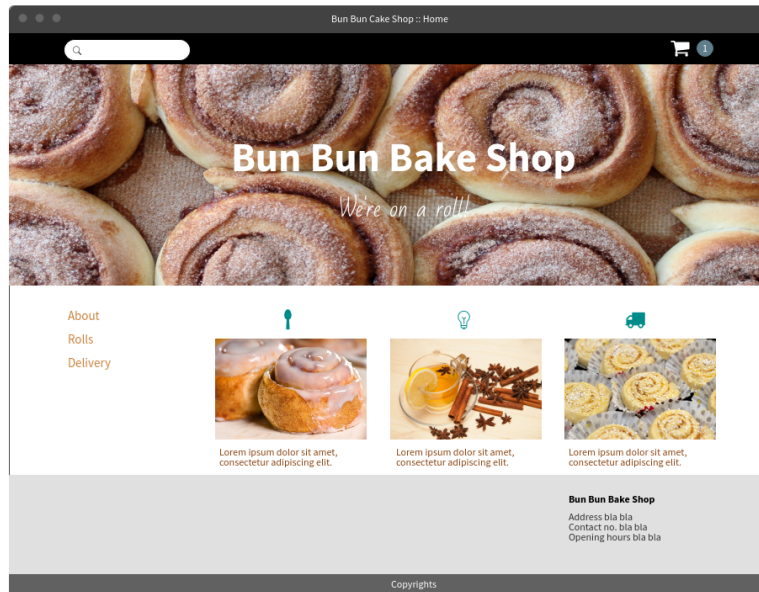 Bun Bun Cake Shop :: Home
1
Bun Bun Bake Shop
We're on a roll!
About
Rolls
Delivery
Lorem ipsum dolor sit amet,
consectetur adipiscing elit.
Lorem ipsum dolor sit amet,
consectetur adipiscing elit.
Lorem ipsum dolor sit amet,
consectetur adipiscing elit.
Bun Bun Bake Shop
Address bla bla
Contact no. bla bla
Opening hours bla bla
Copyrights